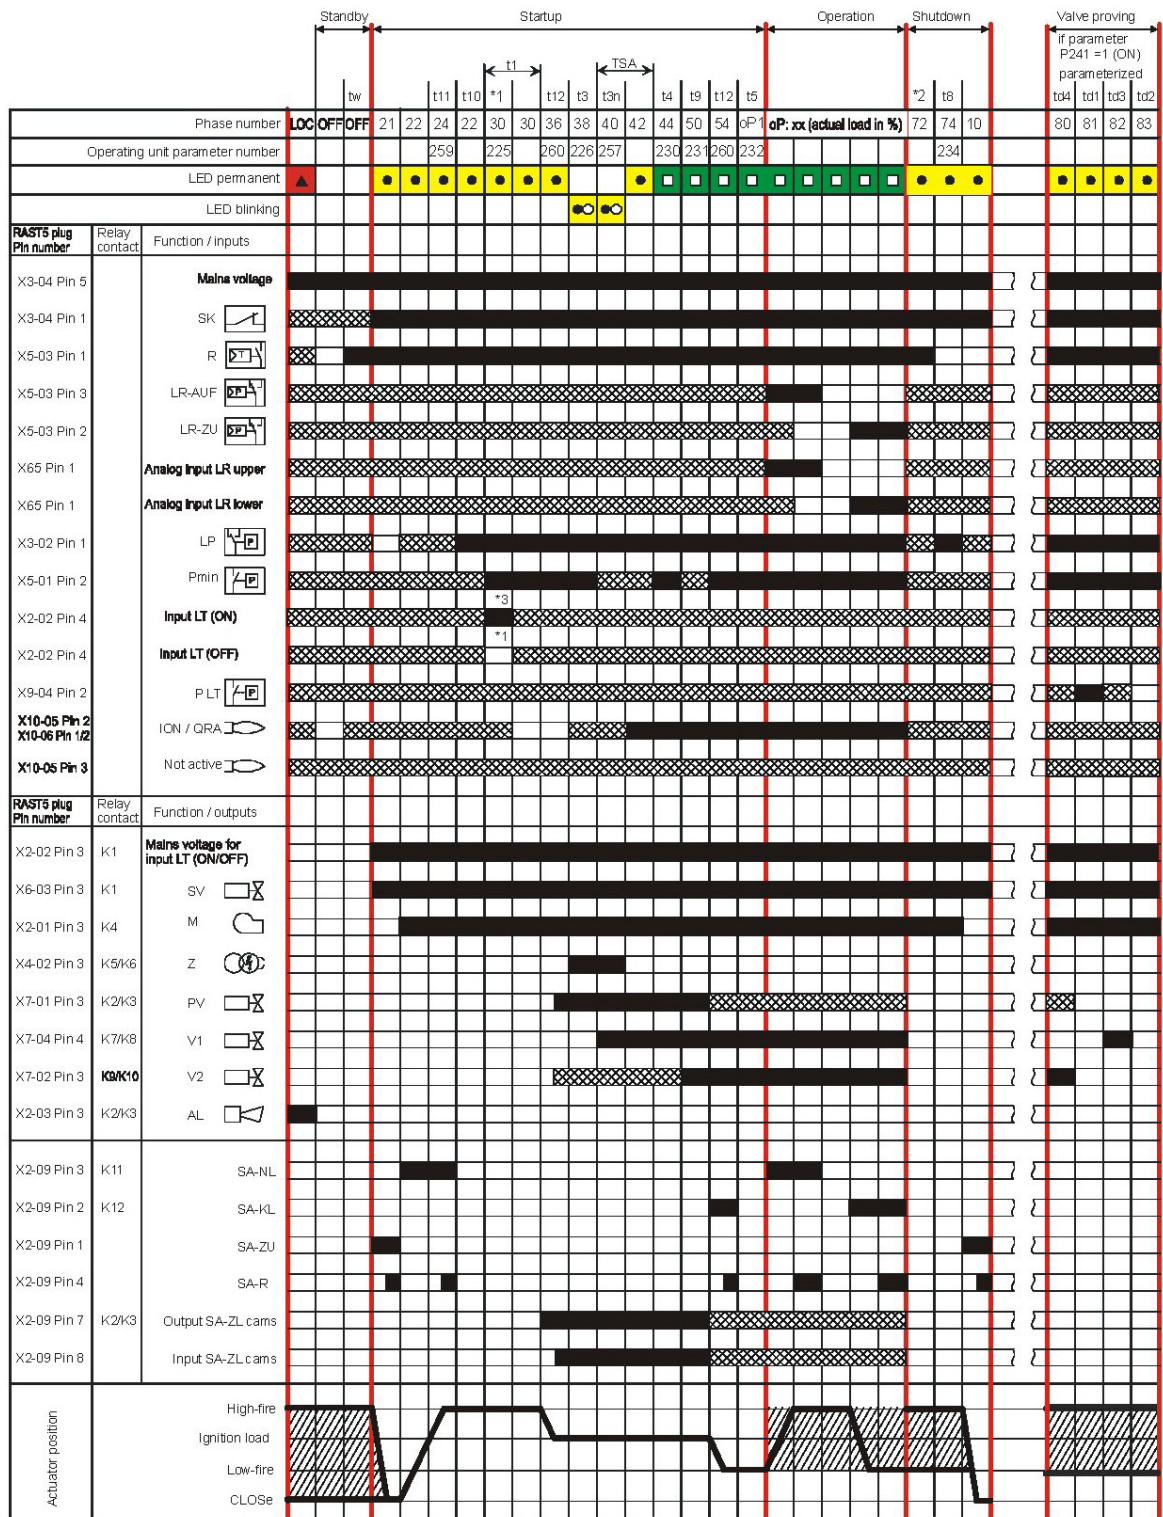 Standby Startup Operation Shutdown Valve proving
if parameter
P241 =1 (ON)
parameterized
t1 TSA
tw t11 t10 *1 t12 t3 t3n t4 t9 t12 t5 *2 t8 td4 td1 td3 td2
Phase number LOC OFF OFF 21 22 24 22 30 30 36 38 40 42 44 50 54 oP1 oP: xx (actual load in %) 72 74 10 80 81 82 83
Operating unit parameter number 259 225 260 226 257 230 231 260 232 234
LED permanent
LED blinking
RAST5 plug Pin number Relay contact Function / inputs
X3-04 Pin 5 Mains voltage
X3-04 Pin 1 SK
X5-03 Pin 1 R
X5-03 Pin 3 LR-AUF
X5-03 Pin 2 LR-ZU
X65 Pin 1 Analog Input LR upper
X65 Pin 1 Analog Input LR lower
X3-02 Pin 1 LP
X5-01 Pin 2 Pmin
*3
X2-02 Pin 4 Input LT (ON)
*1
X2-02 Pin 4 Input LT (OFF)
X9-04 Pin 2 P LT
X10-05 Pin 2
X10-06 Pin 1/2 ION / QRA
X10-05 Pin 3 Not active
RAST5 plug Pin number Relay contact Function / outputs
X2-02 Pin 3 K1 Mains voltage for input LT (ON/OFF)
X6-03 Pin 3 K1 SV
X2-01 Pin 3 K4 M
X4-02 Pin 3 K5/K6 Z
X7-01 Pin 3 K2/K3 PV
X7-04 Pin 4 K7/K8 V1
X7-02 Pin 3 K9/K10 V2
X2-03 Pin 3 K2/K3 AL
X2-09 Pin 3 K11 SA-NL
X2-09 Pin 2 K12 SA-KL
X2-09 Pin 1 SA-ZU
X2-09 Pin 4 SA-R
X2-09 Pin 7 K2/K3 Output SA-ZL cams
X2-09 Pin 8 Input SA-ZL cams
Actuator position
High-fire
Ignition load
Low-fire
CLOSe